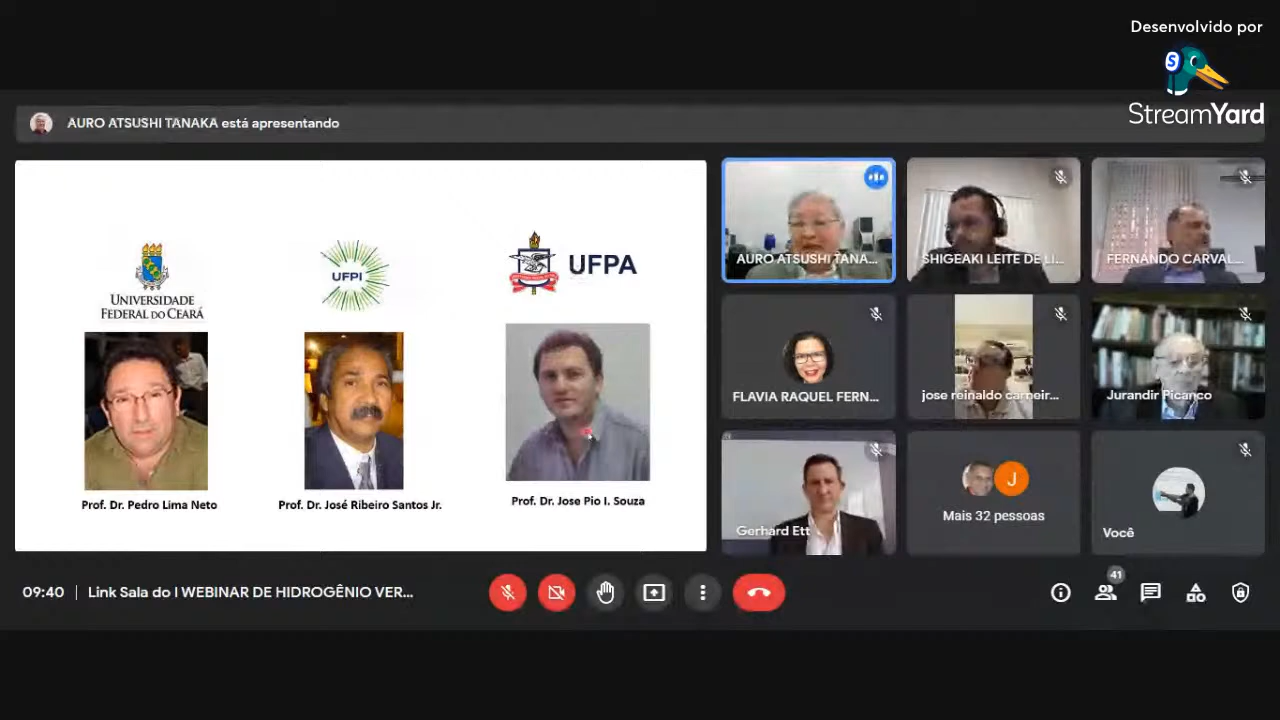 Desenvolvido por
StreamYard
AURO ATSUSHI TANAKA está apresentando
UNIVERSIDADE
FEDERAL DO CEARÁ
UFPI
UFPA
Prof. Dr. Pedro Lima Neto
Prof. Dr. José Ribeiro Santos Jr.
Prof. Dr. Jose Pio I. Souza
AURO ATSUSHI TANA...
SHIGEAKI LEITE DE LI...
FERNANDO CARVAL...
FLAVIA RAQUEL FERN...
jose reinaldo carneir...
Jurandir Picanço
Gerhard Ett
J
Mais 32 pessoas
Você
09:40 | Link Sala do I WEBINAR DE HIDROGÊNIO VER...
41